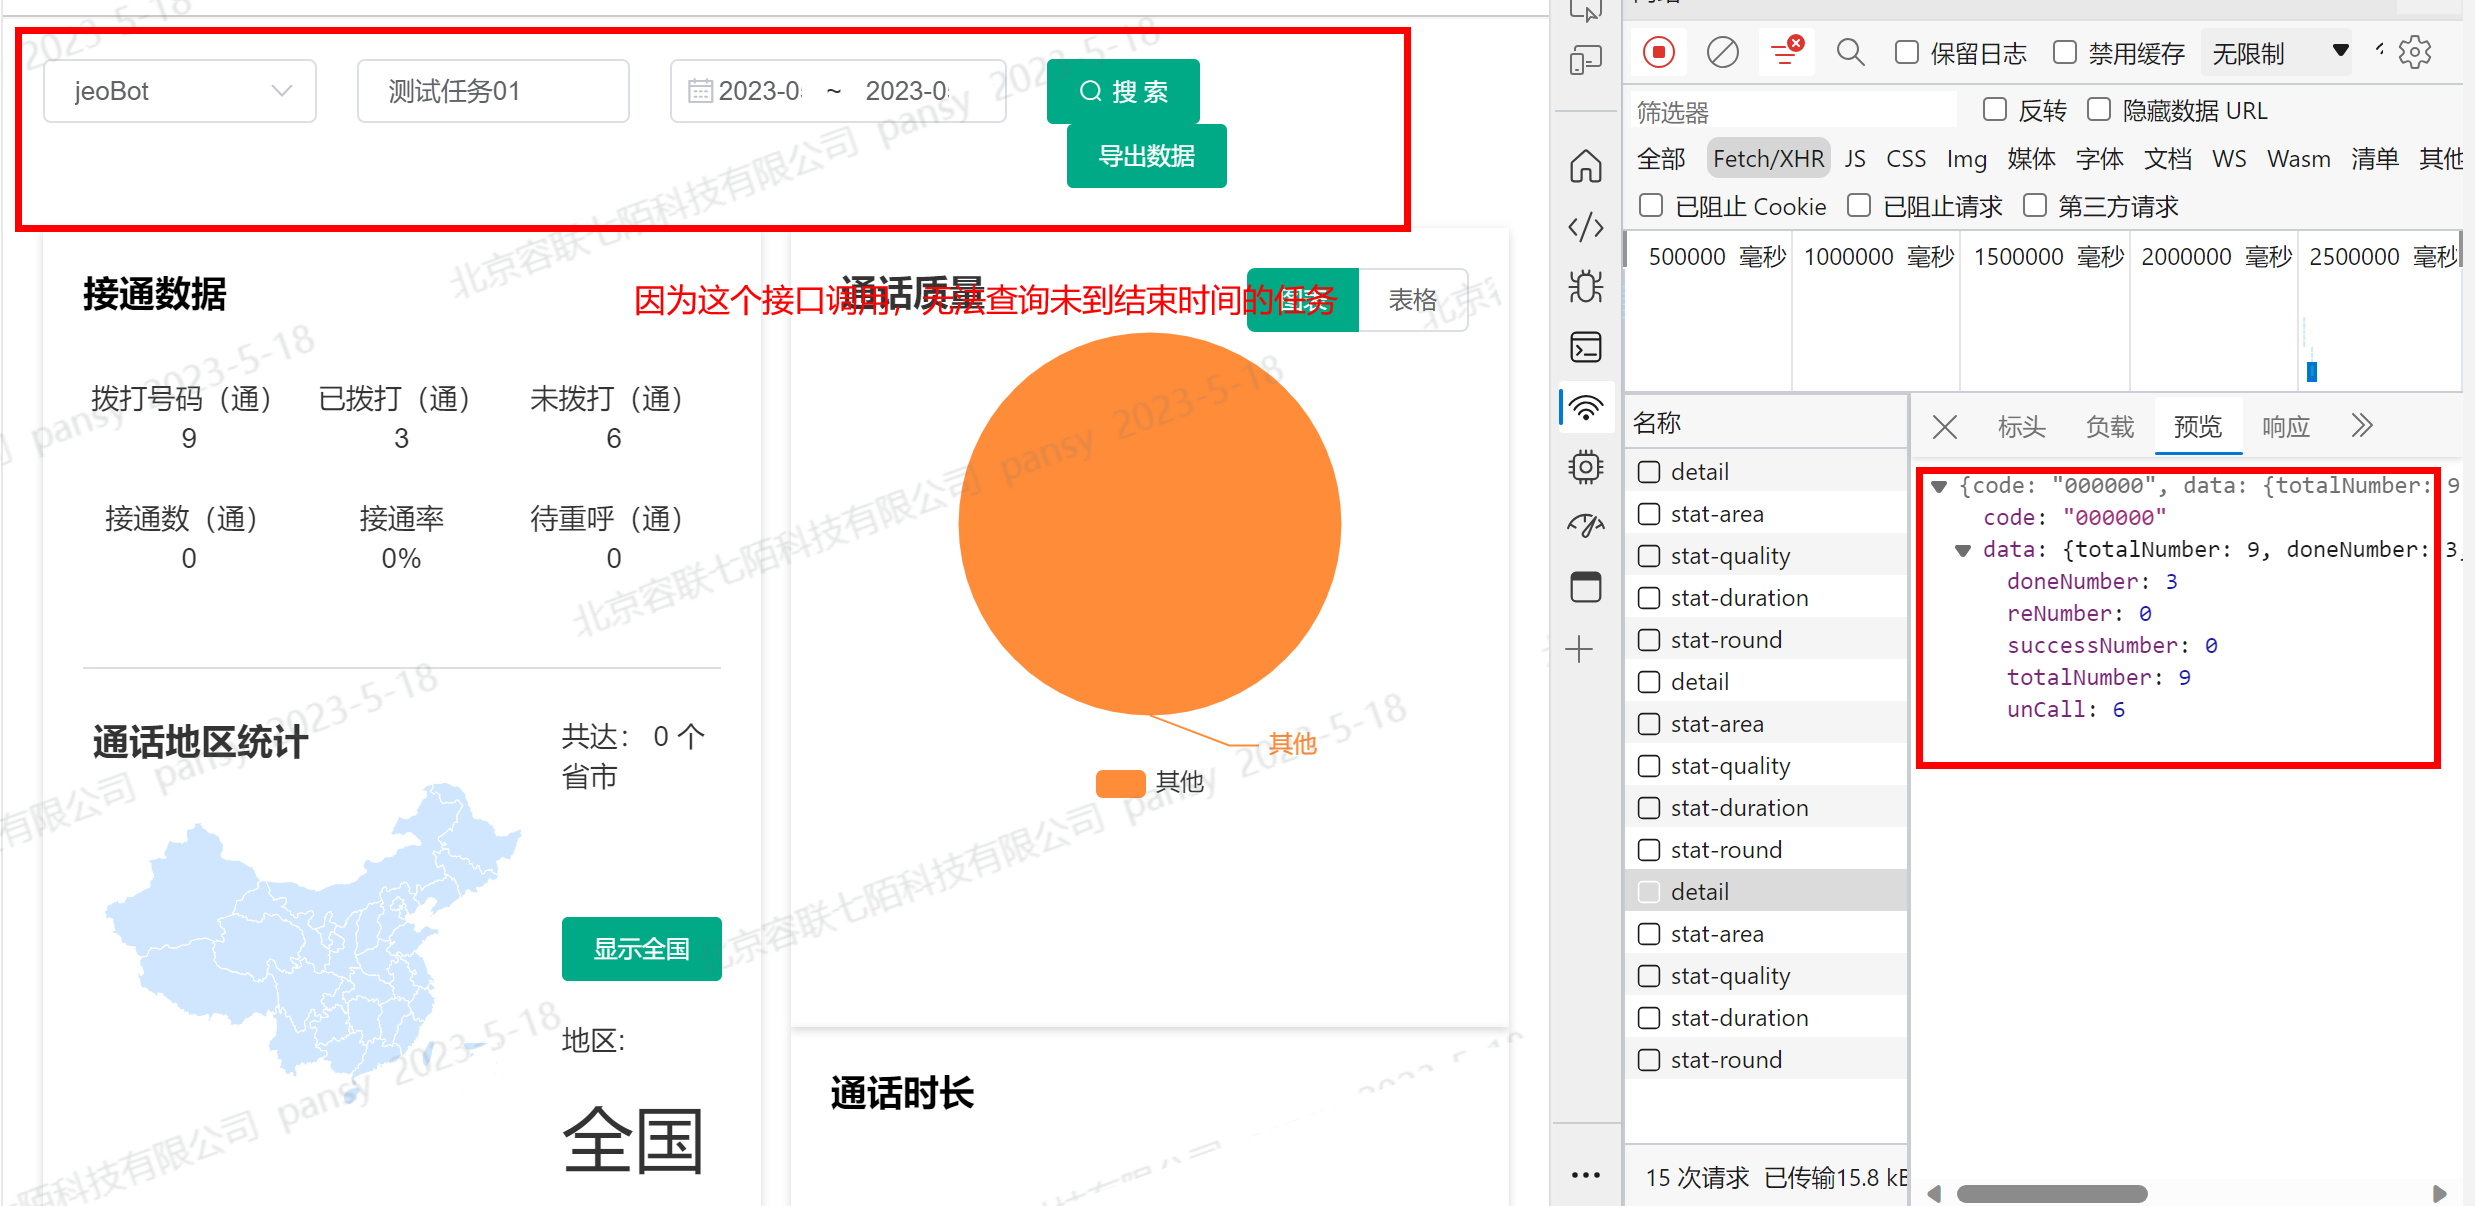 jeoBot
测试任务01
2023-0 ~ 2023-0
搜 索
导出数据
接通数据
拨打号码（通）
已拨打（通）
未拨打（通）
9
3
6
接通数（通）
接通率
待重呼（通）
0
0%
0
通话地区统计
共达： 0 个
省市
显示全国
地区:
全国
通话质量
因为这个接口调用，无法查询未到结束时间的任务
图表
表格
其他
其他
通话时长
北京容联七陌科技有限公司 pansy 2023-5-18
保留日志
禁用缓存
无限制
筛选器
反转
隐藏数据 URL
全部 Fetch/XHR JS CSS Img 媒体 字体 文档 WS Wasm 清单 其他
已阻止 Cookie
已阻止请求
第三方请求
500000 毫秒
1000000 毫秒
1500000 毫秒
2000000 毫秒
2500000 毫秒
名称
detail
stat-area
stat-quality
stat-duration
stat-round
detail
stat-area
stat-quality
stat-duration
stat-round
detail
stat-area
stat-quality
stat-duration
stat-round
15 次请求 已传输15.8 kB
标头
负载
预览
响应
{code: "000000", data: {totalNumber: 9
code: "000000"
data: {totalNumber: 9, doneNumber: 3,
doneNumber: 3
reNumber: 0
successNumber: 0
totalNumber: 9
unCall: 6